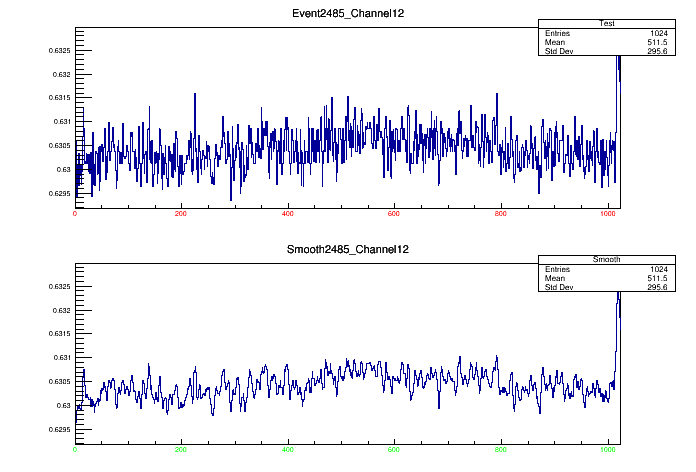 Event2485_Channel12
Test
Entries 1024
Mean 511.5
Std Dev 295.6
0.6325
0.632
0.6315
0.631
0.6305
0.63
0.6295
0 200 400 600 800 1000
Smooth2485_Channel12
Smooth
Entries 1024
Mean 511.5
Std Dev 295.6
0.6325
0.632
0.6315
0.631
0.6305
0.63
0.6295
0 200 400 600 800 1000